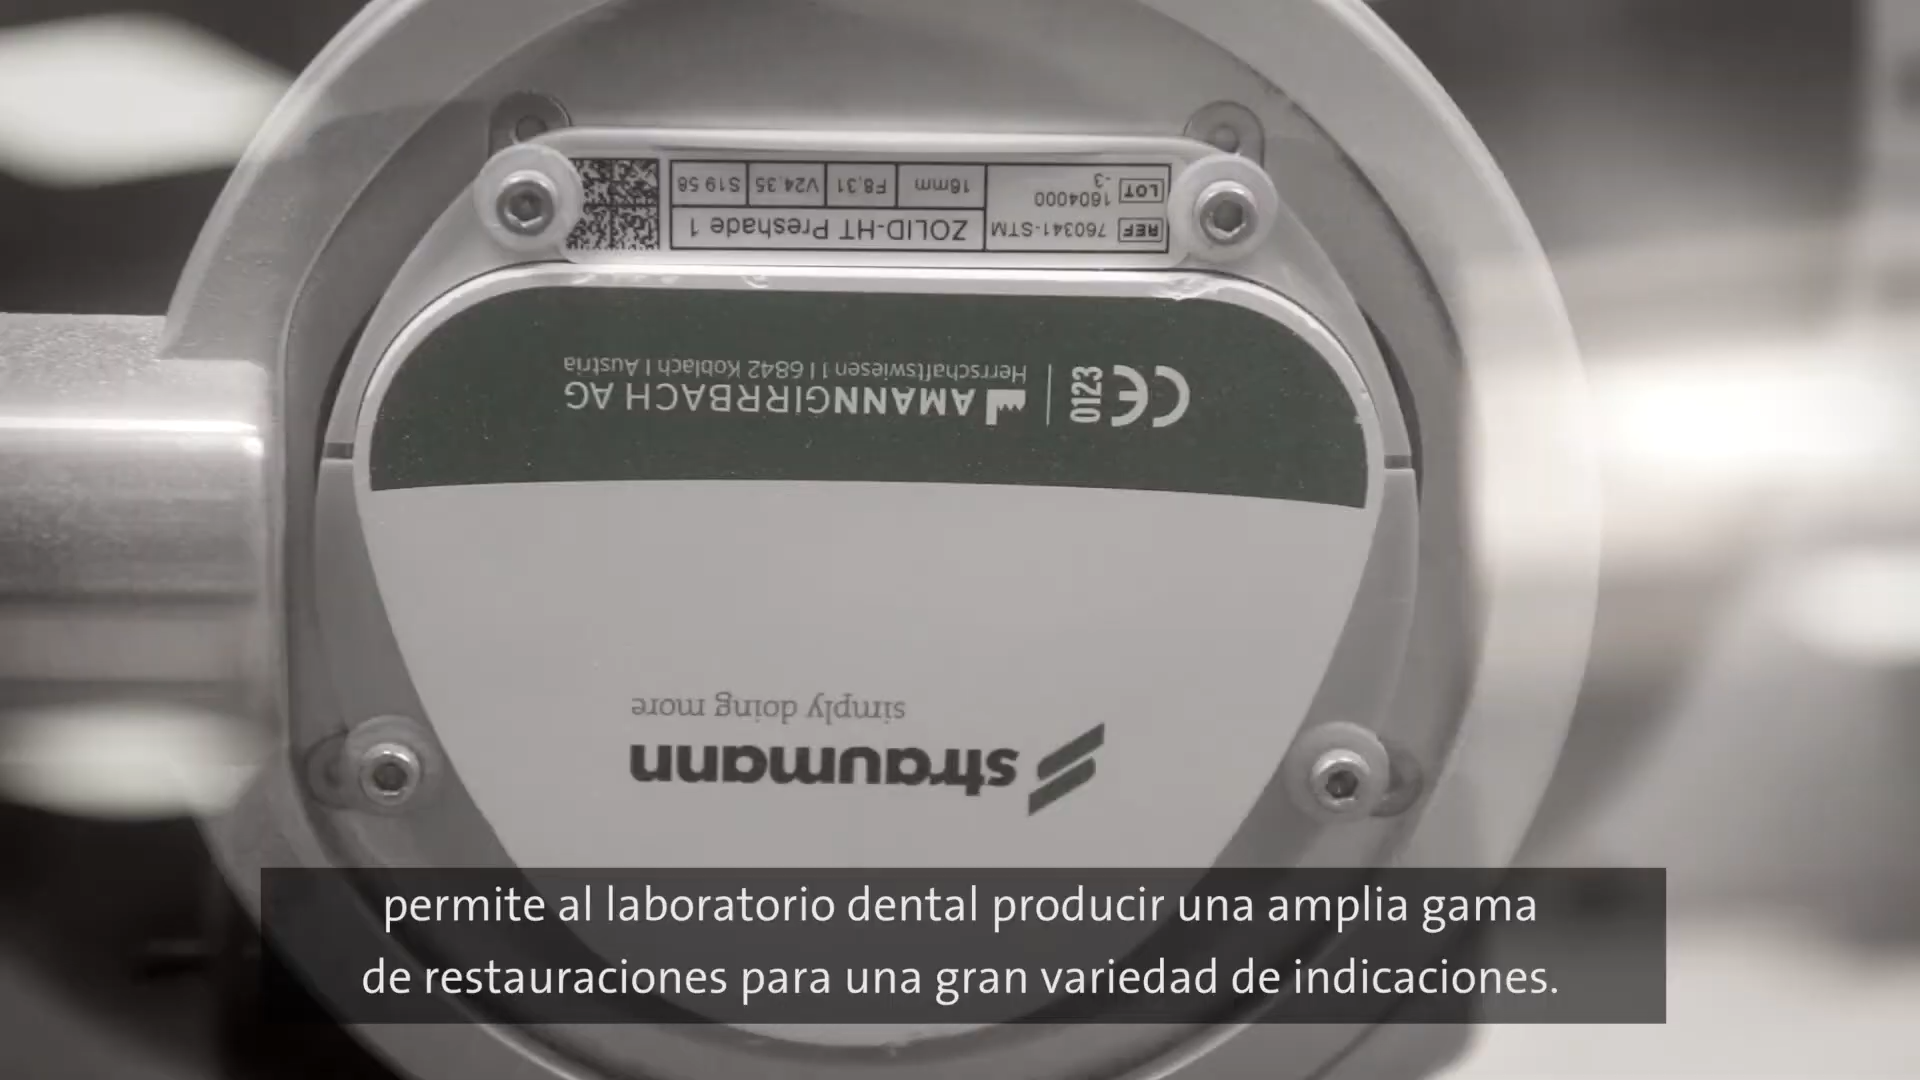 REF 760341-STM
LOT 1604000
-3
ZOLID-HT Preshade 1
16mm F8,31 V24,35 S19 58
CE 0123
AMANNGIRRBACH AG
Herrschaftswiesen 1 | 6842 Koblach | Austria
straumann
simply doing more
permite al laboratorio dental producir una amplia gama
de restauraciones para una gran variedad de indicaciones.